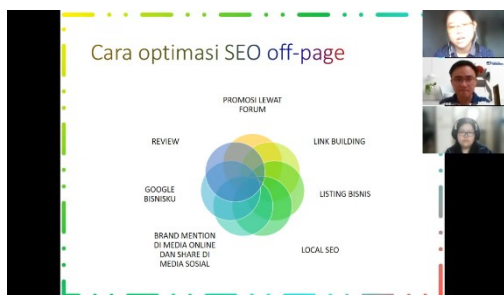 Cara optimasi SEO off-page
PROMOSI LEWAT
FORUM
REVIEW
LINK BUILDING
GOOGLE
BISNISKU
LISTING BISNIS
BRAND MENTION
DI MEDIA ONLINE
DAN SHARE DI
MEDIA SOSIAL
LOCAL SEO